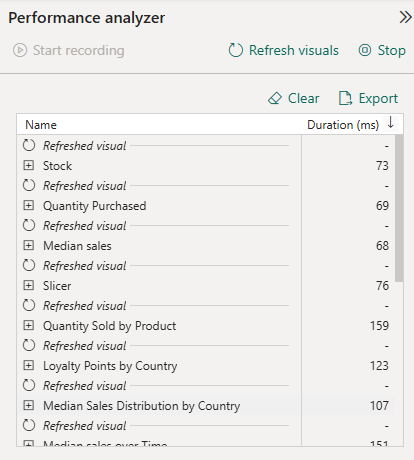 Performance analyzer
Start recording
Refresh visuals
Stop
Clear
Export
Name Duration (ms)
Refreshed visual -
Stock 73
Refreshed visual -
Quantity Purchased 69
Refreshed visual -
Median sales 68
Refreshed visual -
Slicer 76
Refreshed visual -
Quantity Sold by Product 159
Refreshed visual -
Loyalty Points by Country 123
Refreshed visual -
Median Sales Distribution by Country 107
Refreshed visual -
Median sales over Time 151